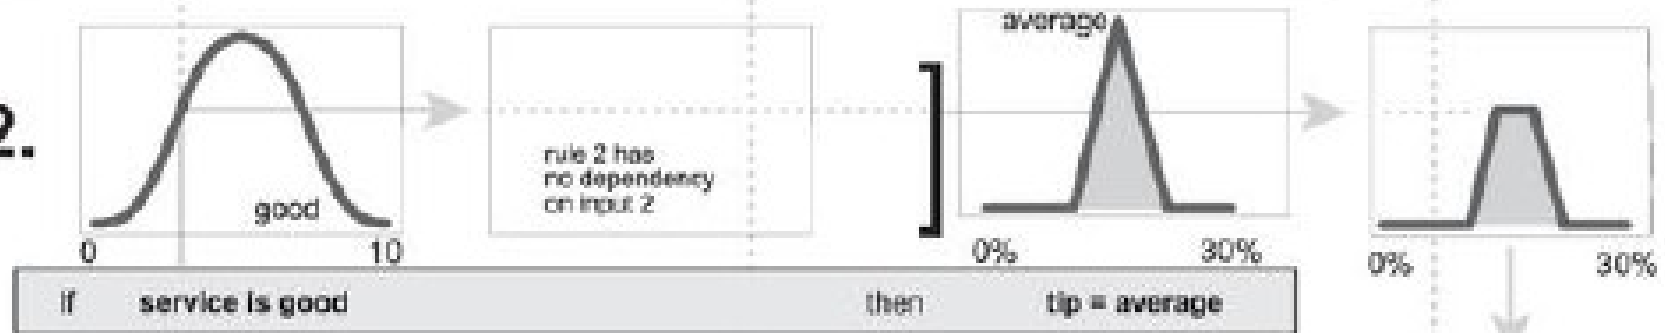 average
2.
rule 2 has
no dependency
on input 2
good
0 10
0% 30%
0% 30%
If service is good then tip = average